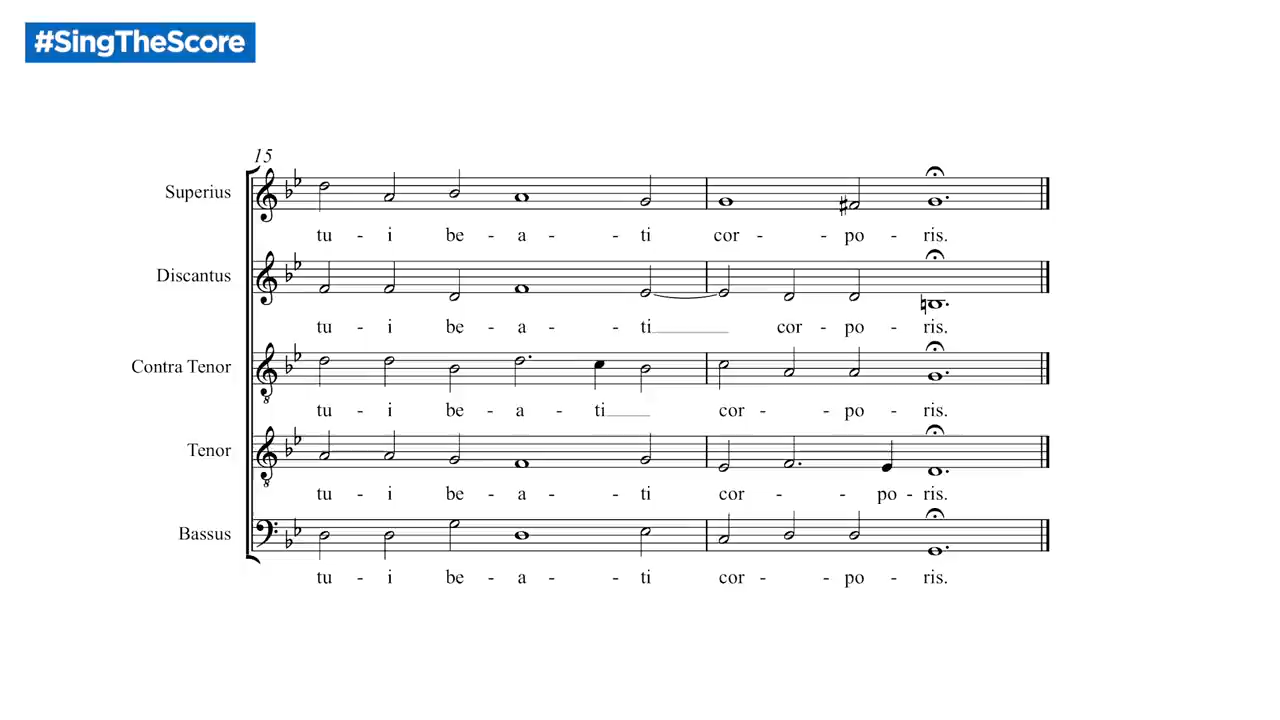 #SingTheScore
15
Superius
tu - i be - a - ti cor - po - ris.
Discantus
tu - i be - a - ti cor - po - ris.
Contra Tenor
tu - i be - a - ti cor - po - ris.
8
Tenor
tu - i be - a - ti cor - po - ris.
8
Bassus
tu - i be - a - ti cor - po - ris.